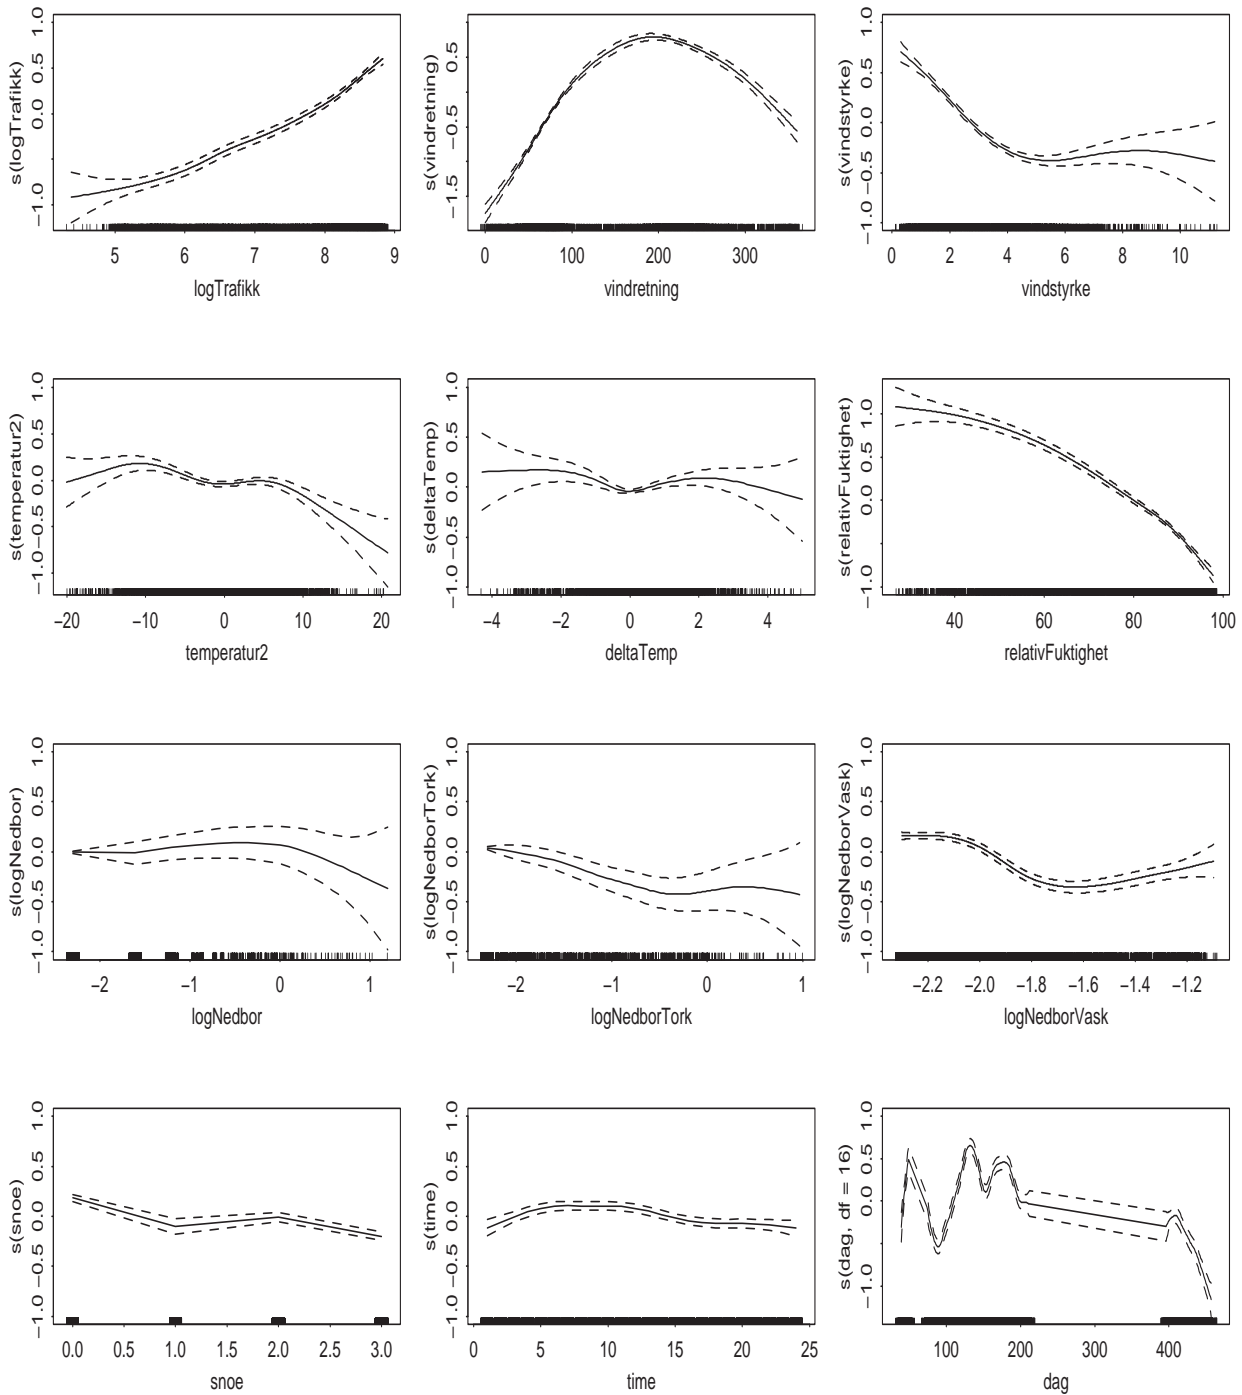 s(logTrafikk)
−1.0 0.0 0.5 1.0
5 6 7 8 9
logTrafikk
s(vindretning)
−1.5 −0.5 0.5
0 100 200 300
vindretning
s(vindstyrke)
−1.0 −0.5 0.0 0.5 1.0
0 2 4 6 8 10
vindstyrke
s(temperatur2)
−1.0 −0.5 0.0 0.5 1.0
−20 −10 0 10 20
temperatur2
s(deltaTemp)
−1.0 −0.5 0.0 0.5 1.0
−4 −2 0 2 4
deltaTemp
s(relativFuktighet)
−1.0 0.0 0.5 1.0
40 60 80 100
relativFuktighet
s(logNedbor)
−1.0 −0.5 0.0 0.5 1.0
−2 −1 0 1
logNedbor
s(logNedborTork)
−1.0 −0.5 0.0 0.5 1.0
−2 −1 0 1
logNedborTork
s(logNedborVask)
−1.0 −0.5 0.0 0.5 1.0
−2.2 −2.0 −1.8 −1.6 −1.4 −1.2
logNedborVask
s(snoe)
−1.0 −0.5 0.0 0.5 1.0
0.0 0.5 1.0 1.5 2.0 2.5 3.0
snoe
s(time)
−1.0 −0.5 0.0 0.5 1.0
0 5 10 15 20 25
time
s(dag, df = 16)
−1.0 0.0 0.5 1.0
100 200 300 400
dag